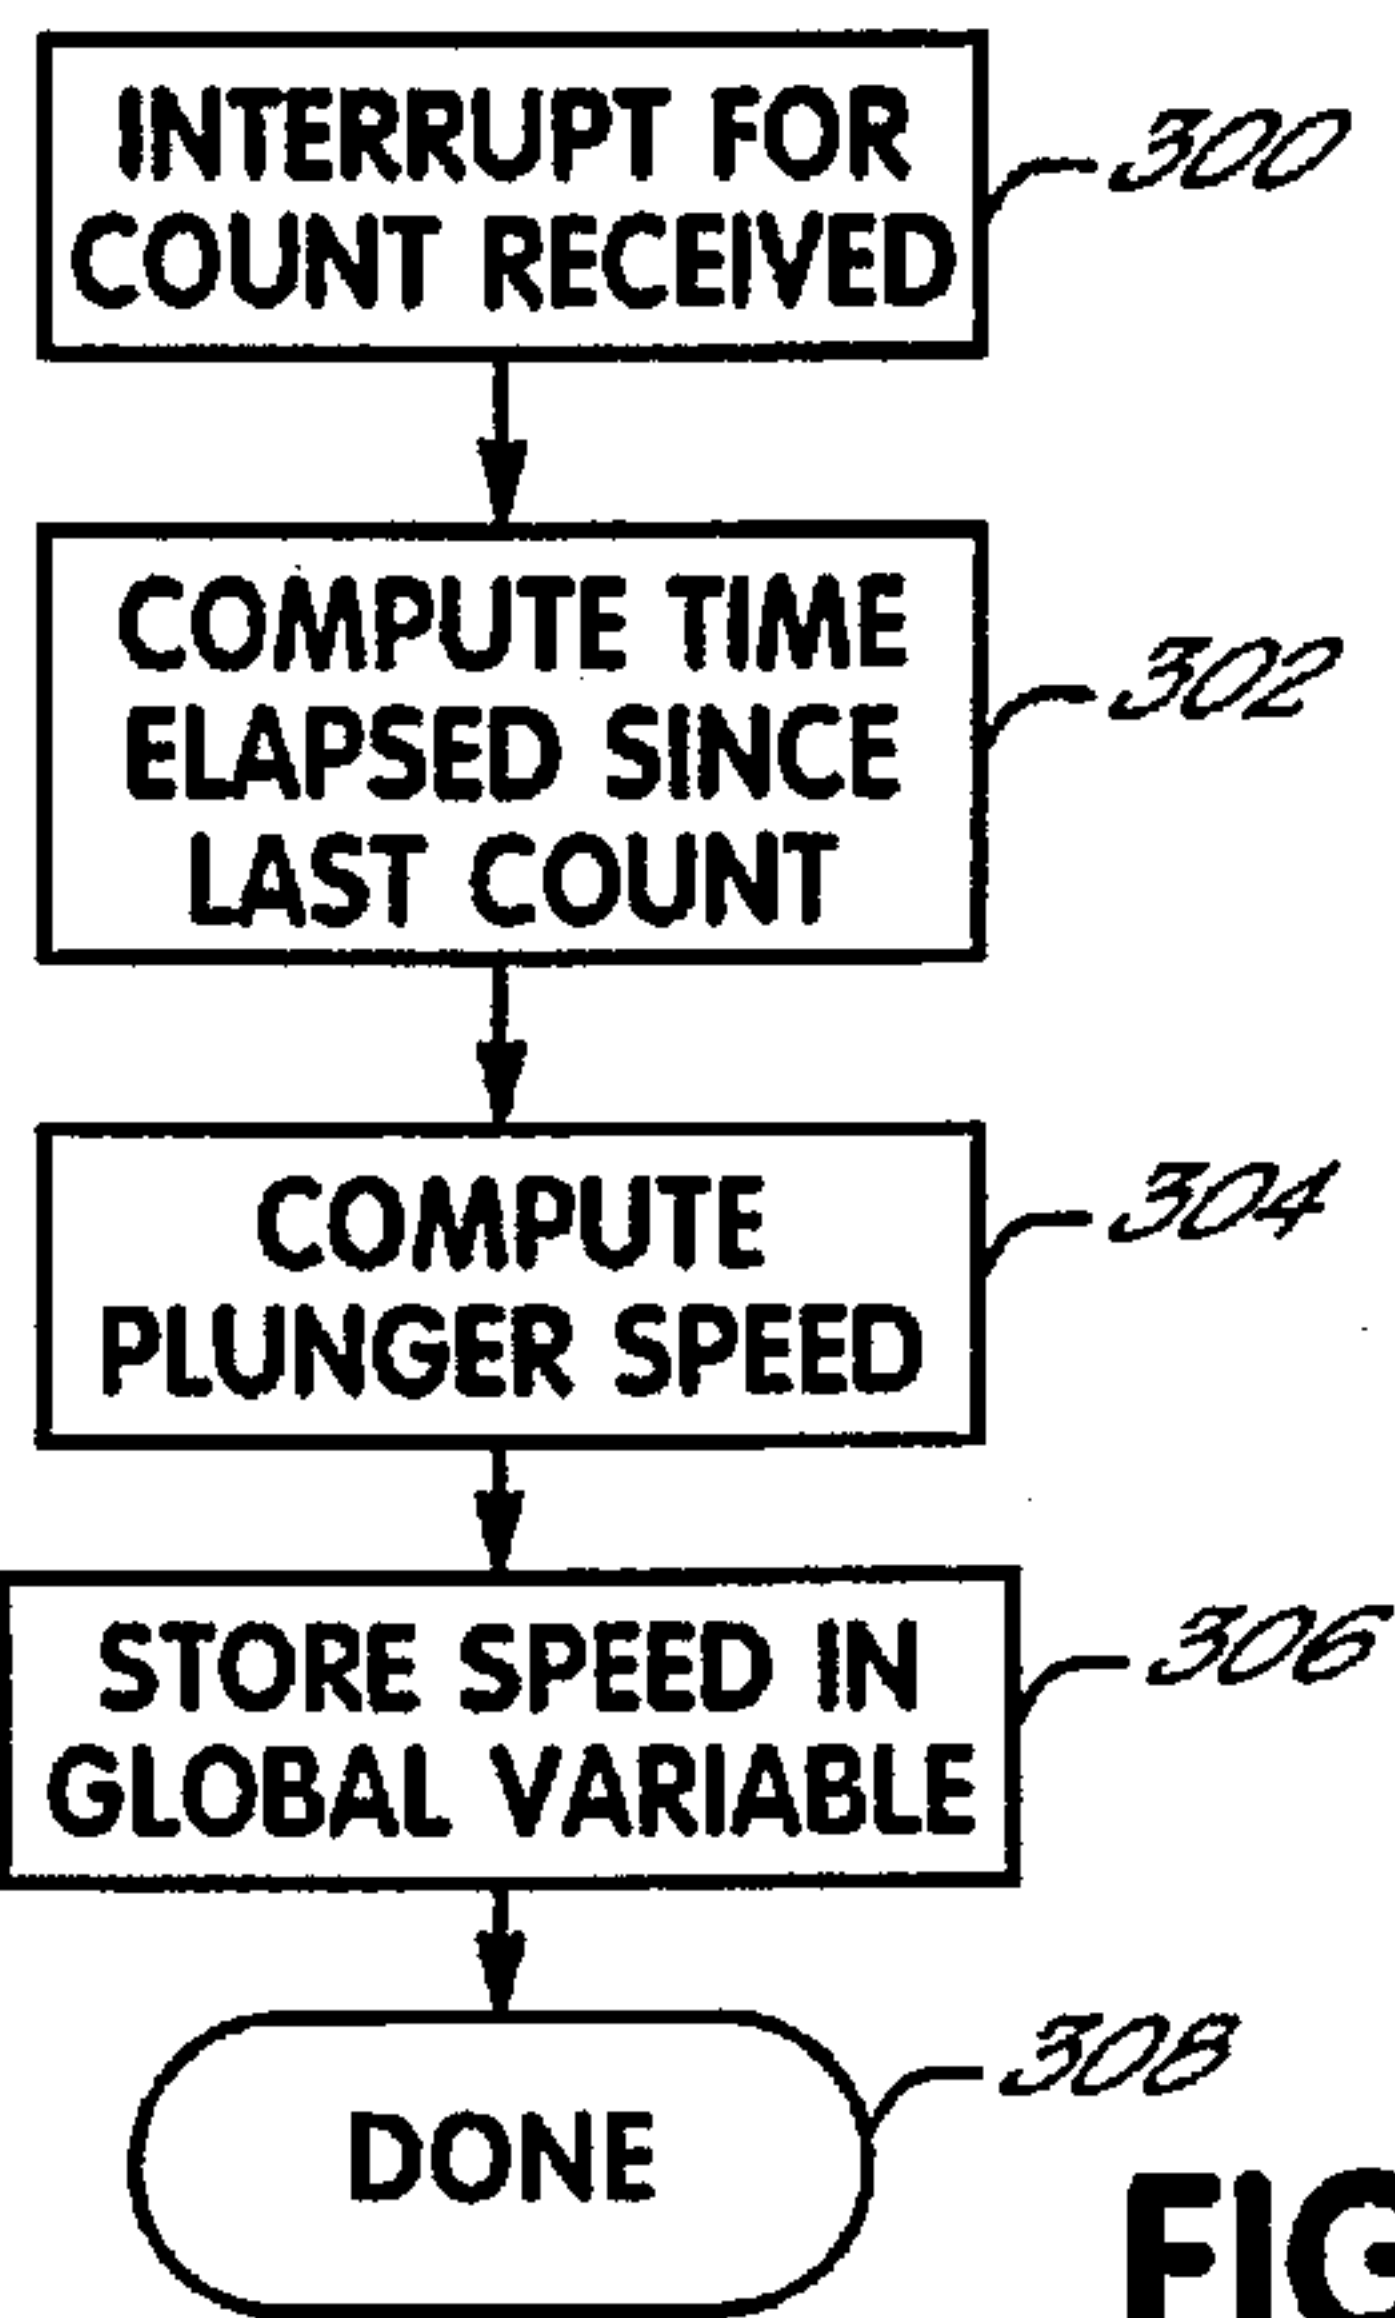 INTERRUPT FOR
COUNT RECEIVED
300
COMPUTE TIME
ELAPSED SINCE
LAST COUNT
302
COMPUTE
PLUNGER SPEED
304
STORE SPEED IN
GLOBAL VARIABLE
306
DONE
308